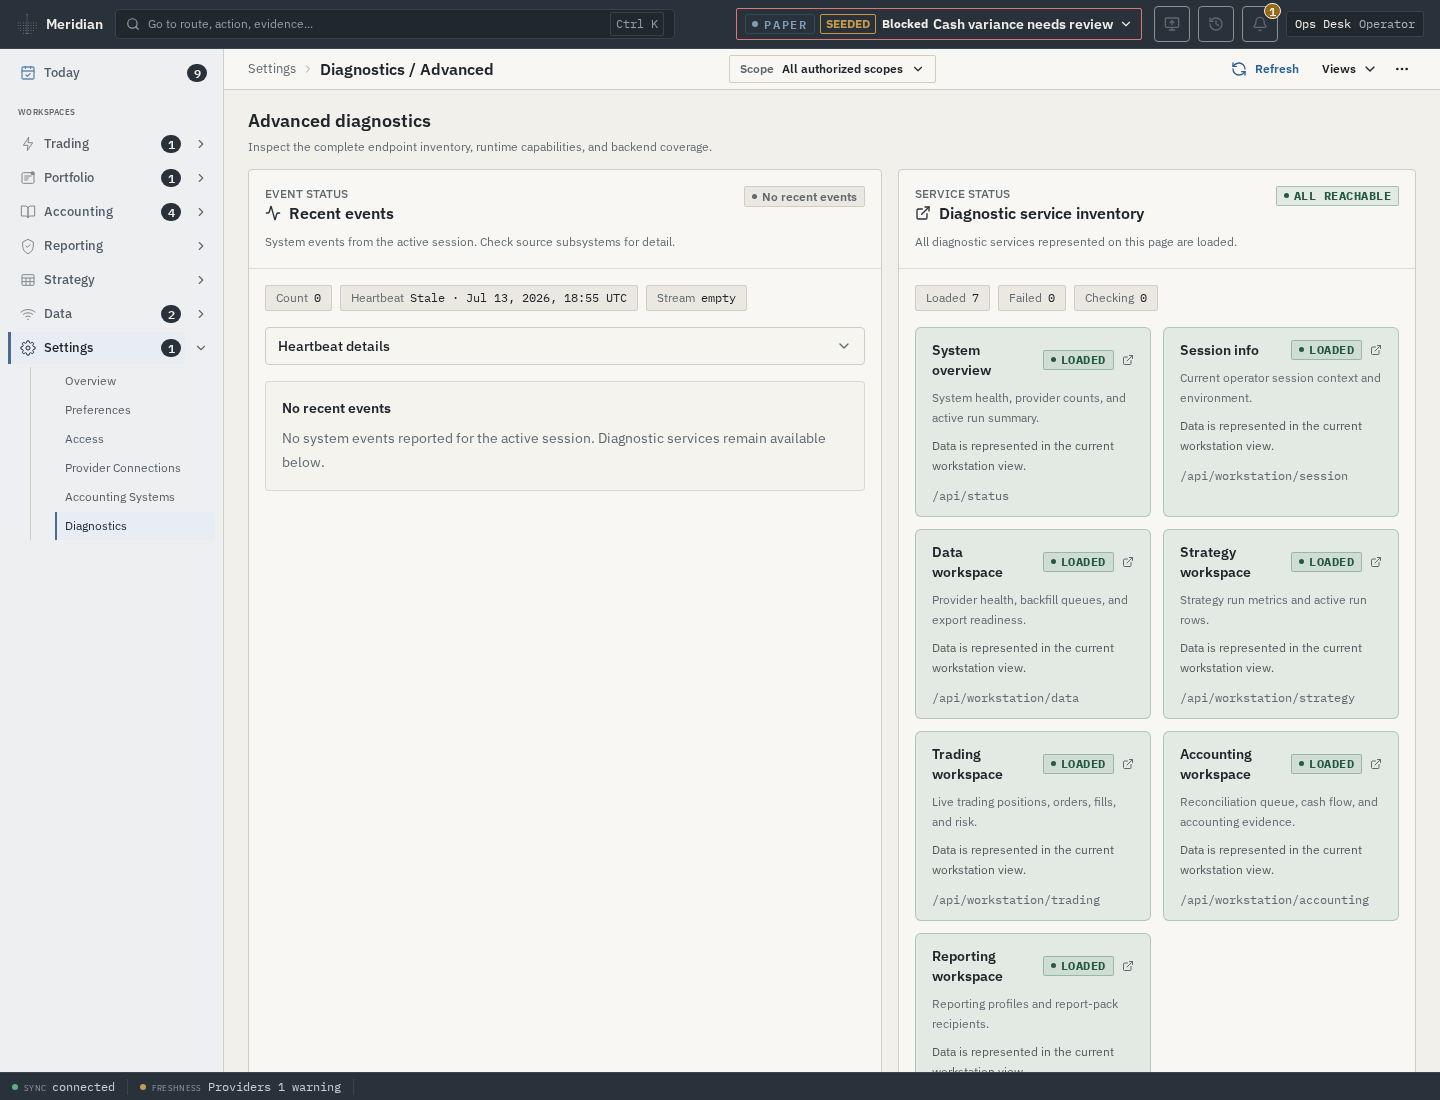 Meridian
Go to route, action, evidence...
Ctrl K
PAPER
SEEDED
Blocked Cash variance needs review
1
Ops Desk Operator
Today
9
WORKSPACES
Trading
1
Portfolio
1
Accounting
4
Reporting
Strategy
Data
2
Settings
1
Overview
Preferences
Access
Provider Connections
Accounting Systems
Diagnostics
Settings
Diagnostics / Advanced
Scope All authorized scopes
Refresh
Views
Advanced diagnostics
Inspect the complete endpoint inventory, runtime capabilities, and backend coverage.
EVENT STATUS
Recent events
No recent events
System events from the active session. Check source subsystems for detail.
Count 0
Heartbeat Stale · Jul 13, 2026, 18:55 UTC
Stream empty
Heartbeat details
No recent events
No system events reported for the active session. Diagnostic services remain available
below.
SERVICE STATUS
Diagnostic service inventory
ALL REACHABLE
All diagnostic services represented on this page are loaded.
Loaded 7
Failed 0
Checking 0
System
overview
LOADED
System health, provider counts, and
active run summary.
Data is represented in the current
workstation view.
/api/status
Session info
LOADED
Current operator session context and
environment.
Data is represented in the current
workstation view.
/api/workstation/session
Data
workspace
LOADED
Provider health, backfill queues, and
export readiness.
Data is represented in the current
workstation view.
/api/workstation/data
Strategy
workspace
LOADED
Strategy run metrics and active run
rows.
Data is represented in the current
workstation view.
/api/workstation/strategy
Trading
workspace
LOADED
Live trading positions, orders, fills,
and risk.
Data is represented in the current
workstation view.
/api/workstation/trading
Accounting
workspace
LOADED
Reconciliation queue, cash flow, and
accounting evidence.
Data is represented in the current
workstation view.
/api/workstation/accounting
Reporting
workspace
LOADED
Reporting profiles and report-pack
recipients.
Data is represented in the current
workstation view.
SYNC connected
FRESHNESS Providers 1 warning